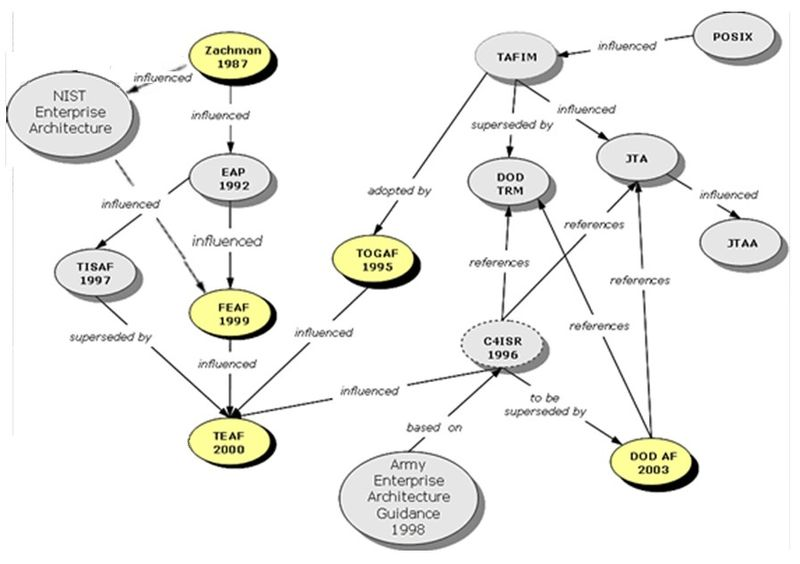 Zachman
1987
POSIX
influenced
TAFIM
influenced
NIST
Enterprise
Architecture
influenced
influenced
superseded by
EAP
1992
JTA
DOD
TRM
adopted by
influenced
influenced
influenced
references
TOGAF
1995
JTAA
TISAF
1997
references
references
FEAF
1999
superseded by
influenced
influenced
references
C4ISR
1996
influenced
to be
superseded by
based on
TEAF
2000
DOD AF
2003
Army
Enterprise
Architecture
Guidance
1998